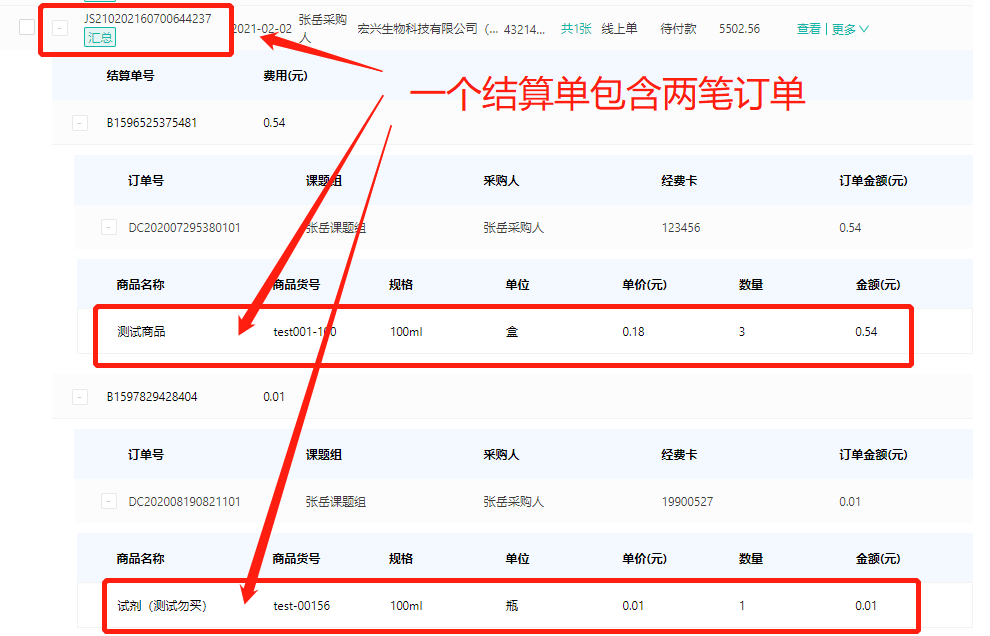 JS210202160700644237
汇总
2021-02-02
张岳采购人
宏兴生物科技有限公司（... 43214... 共1张 线上单 待付款 5502.56 查看 | 更多
一个结算单包含两笔订单
结算单号 费用(元)
B1596525375481 0.54
订单号 课题组 采购人 经费卡 订单金额(元)
DC202007295380101 张岳课题组 张岳采购人 123456 0.54
商品名称 商品货号 规格 单位 单价(元) 数量 金额(元)
测试商品 test001-100 100ml 盒 0.18 3 0.54
B1597829428404 0.01
订单号 课题组 采购人 经费卡 订单金额(元)
DC202008190821101 张岳课题组 张岳采购人 19900527 0.01
商品名称 商品货号 规格 单位 单价(元) 数量 金额(元)
试剂（测试勿买） test-00156 100ml 瓶 0.01 1 0.01